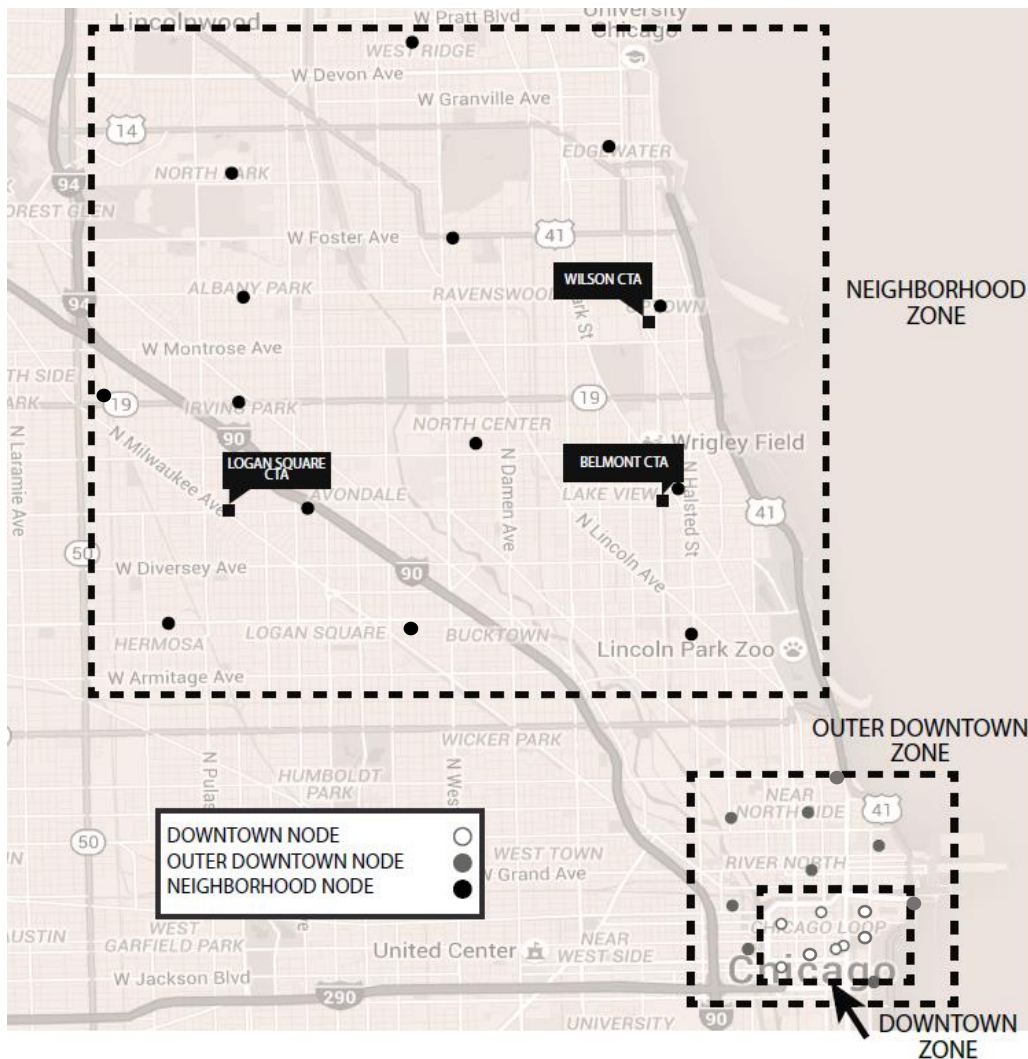 Lincolnwood
W Pratt Blvd
University
Chicago
WEST RIDGE
W Devon Ave
W Granville Ave
14
EDGEWATER
94
NORTH PARK
OREST GLEN
W Foster Ave
41
WILSON CTA
NEIGHBORHOOD
ZONE
94
ALBANY PARK
RAVENSWOOD
ark St
W Montrose Ave
TH SIDE
ARK
19
IRVING PARK
19
N Laramie Ave
N Milwaukee Ave
90
NORTH CENTER
Wrigley Field
LOGAN SQUARE
CTA
BELMONT CTA
AVONDALE
N Damen Ave
LAKE VIEW
N Halsted St
41
N Lincoln Ave
50
W Diversey Ave
90
HERMOSA
LOGAN SQUARE
BUCKTOWN
Lincoln Park Zoo
W Armitage Ave
WICKER PARK
OUTER DOWNTOWN
ZONE
N Pulas
HUMBOLDT
PARK
N Wes
NEAR
NORTH SIDE
41
DOWNTOWN NODE
OUTER DOWNTOWN NODE
NEIGHBORHOOD NODE
50
WEST TOWN
W Grand Ave
RIVER NORTH
AUSTIN
WEST
GARFIELD PARK
United Center
NEAR
WEST SIDE
CHICAGO LOOP
Chicago
W Jackson Blvd
290
UNIVERSITY
90
DOWNTOWN
ZONE